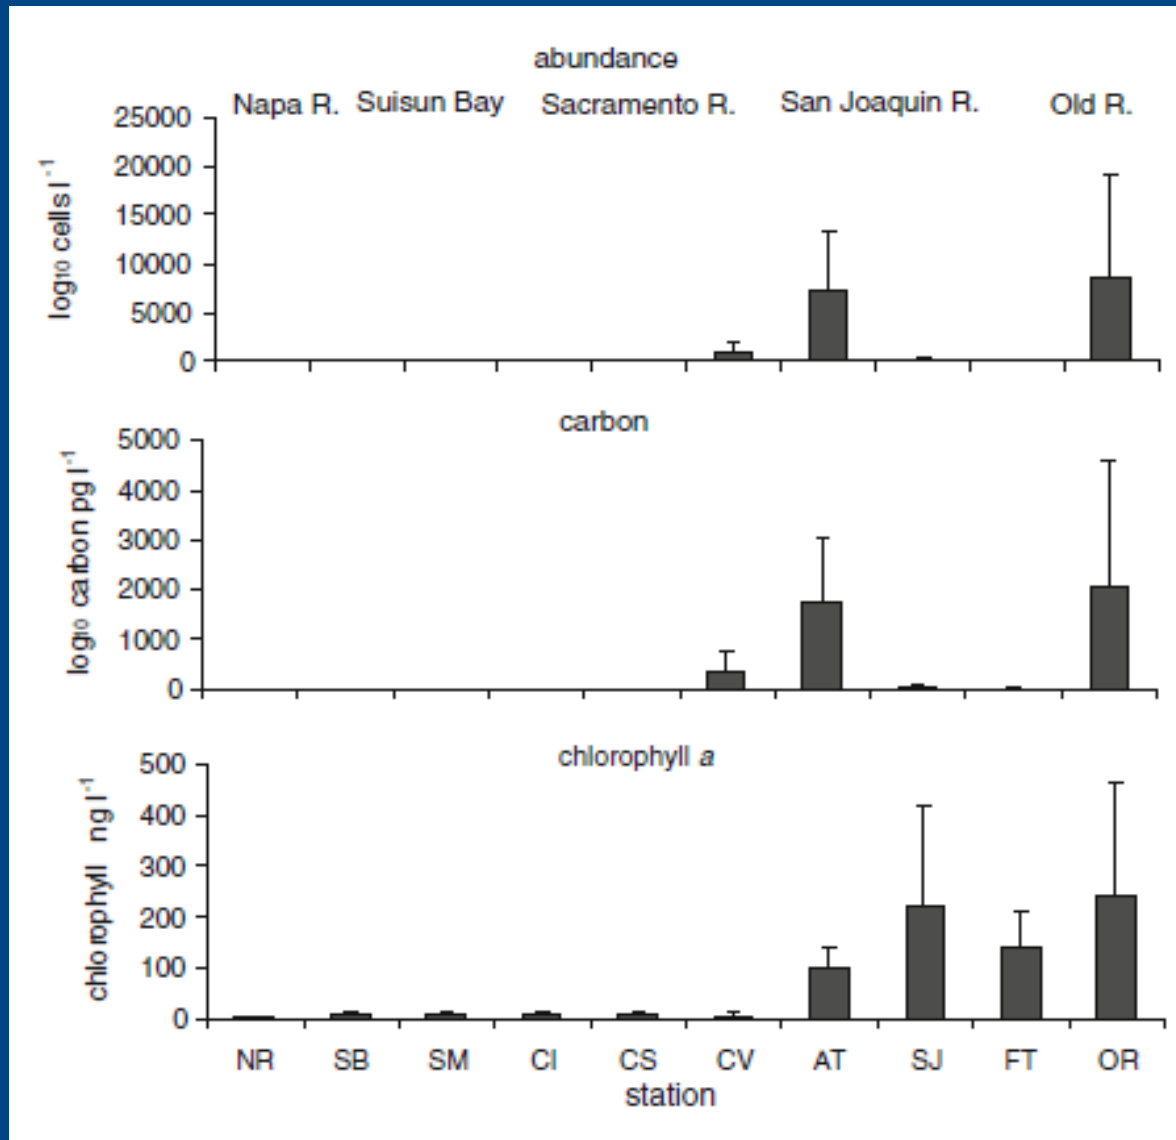 abundance
Napa R. Suisun Bay Sacramento R. San Joaquin R. Old R.
log₁₀ cells l⁻¹
25000
20000
15000
10000
5000
0
carbon
log₁₀ carbon pg l⁻¹
5000
4000
3000
2000
1000
0
chlorophyll a
chlorophyll ng l⁻¹
500
400
300
200
100
0
NR SB SM CI CS CV AT SJ FT OR
station